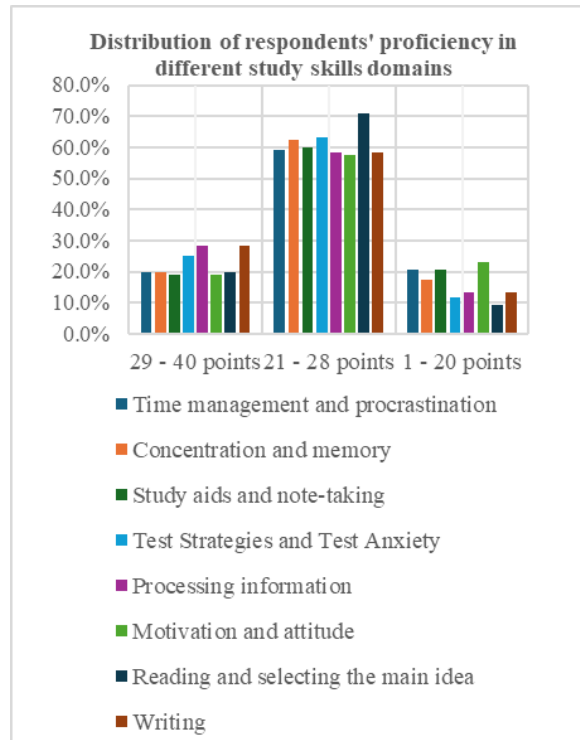 Distribution of respondents' proficiency in
different study skills domains
80.0%
70.0%
60.0%
50.0%
40.0%
30.0%
20.0%
10.0%
0.0%
29 - 40 points 21 - 28 points 1 - 20 points
Time management and procrastination
Concentration and memory
Study aids and note-taking
Test Strategies and Test Anxiety
Processing information
Motivation and attitude
Reading and selecting the main idea
Writing